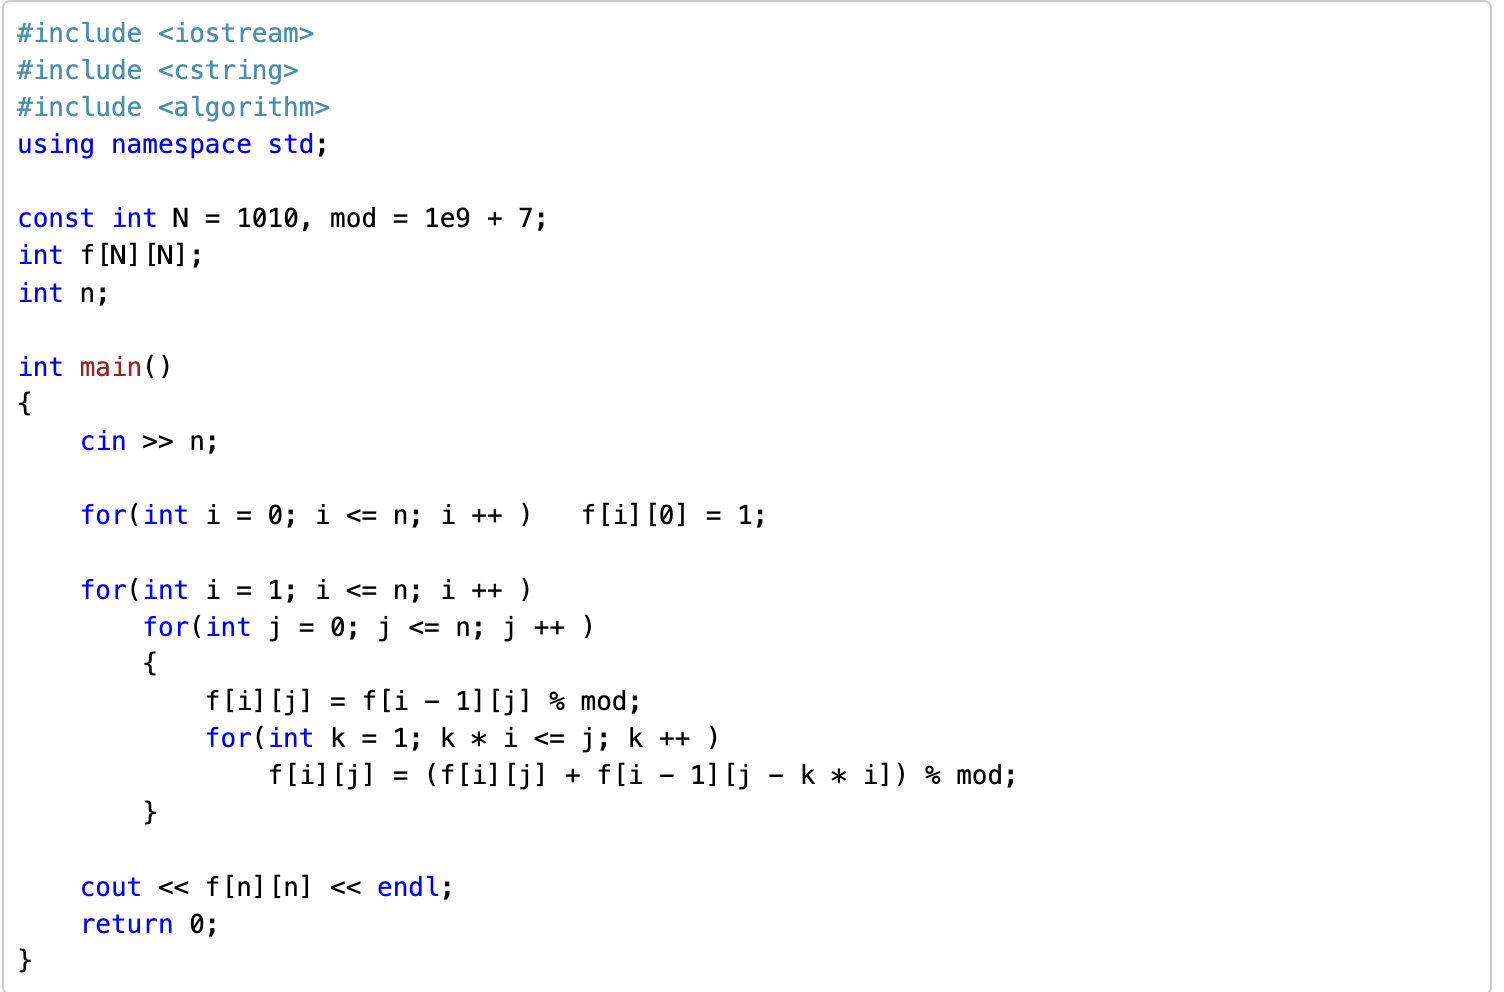 #include <iostream>
#include <cstring>
#include <algorithm>
using namespace std;

const int N = 1010, mod = 1e9 + 7;
int f[N][N];
int n;

int main()
{
    cin >> n;

    for(int i = 0; i <= n; i ++ )   f[i][0] = 1;

    for(int i = 1; i <= n; i ++ )
        for(int j = 0; j <= n; j ++ )
        {
            f[i][j] = f[i - 1][j] % mod;
            for(int k = 1; k * i <= j; k ++ )
                f[i][j] = (f[i][j] + f[i - 1][j - k * i]) % mod;
        }

    cout << f[n][n] << endl;
    return 0;
}